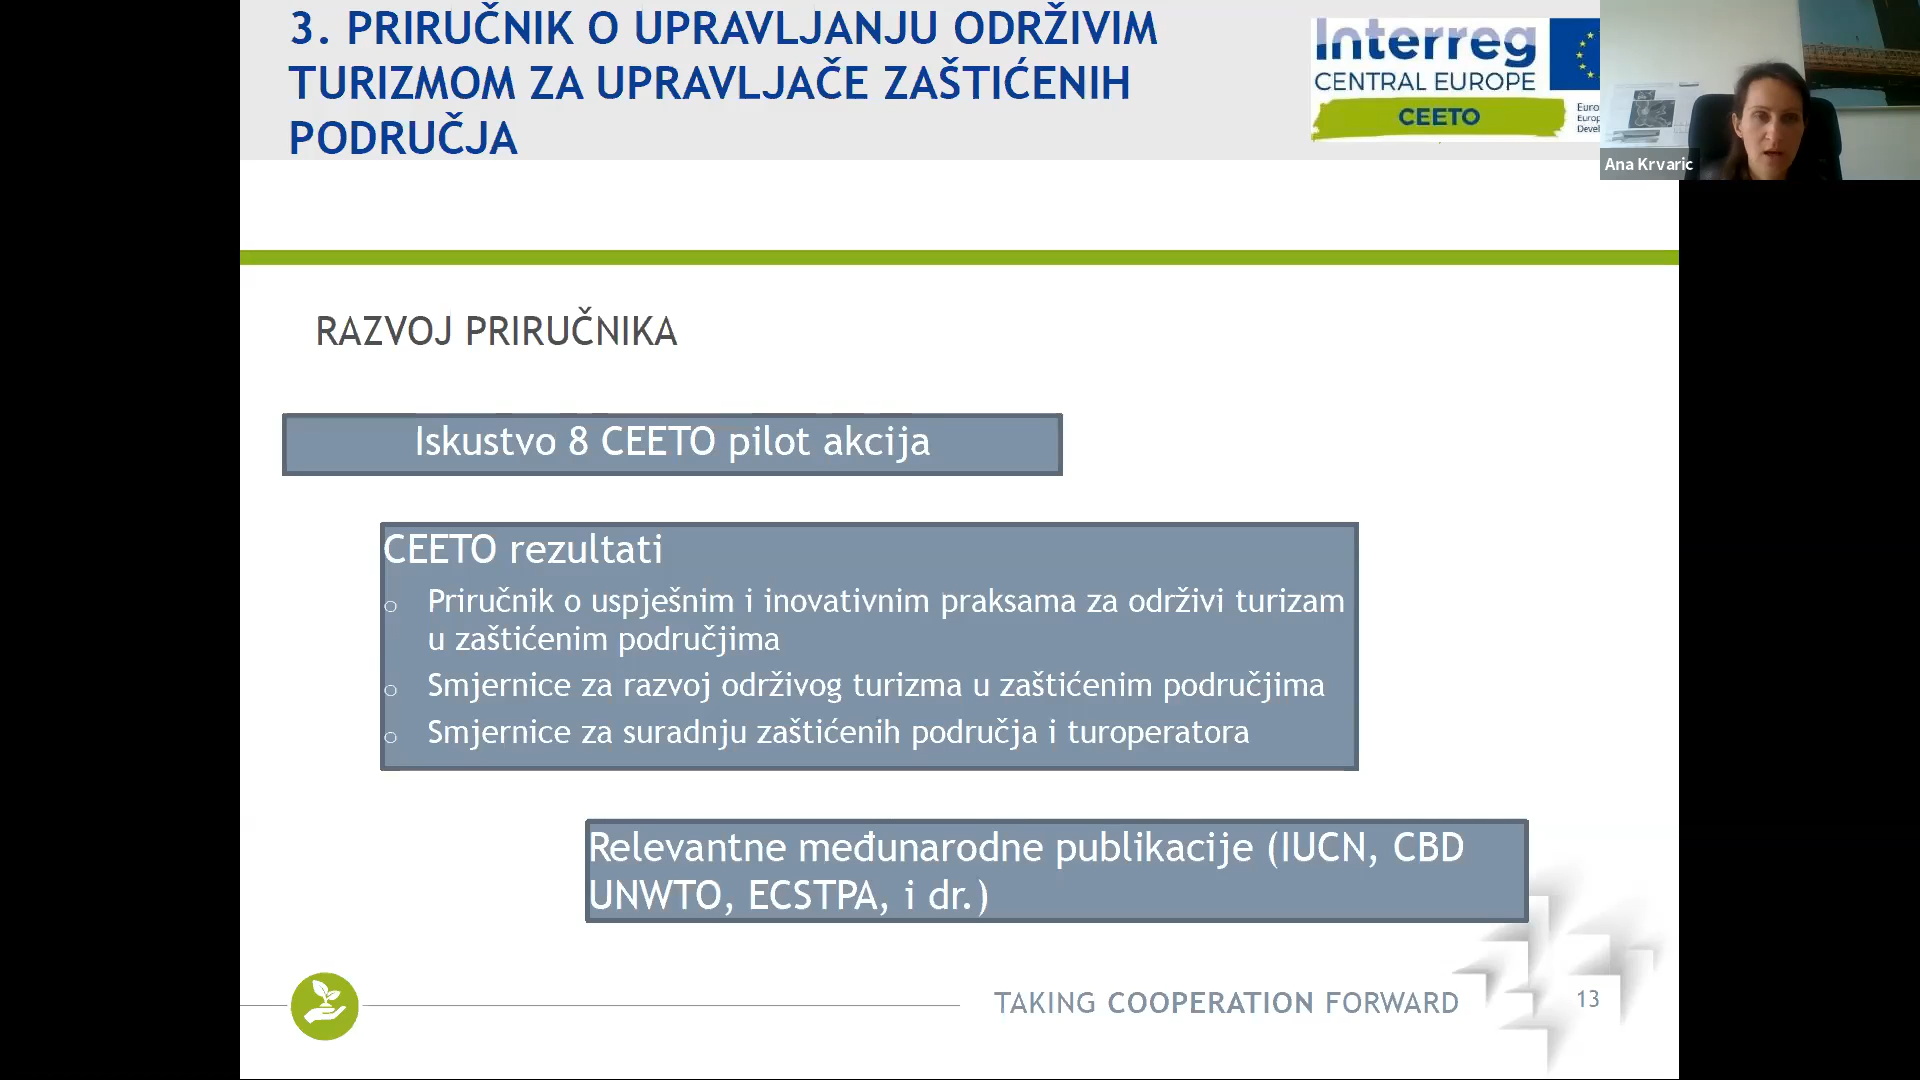 3. PRIRUČNIK O UPRAVLJANJU ODRŽIVIM
TURIZMOM ZA UPRAVLJAČE ZAŠTIĆENIH
PODRUČJA
Interreg
CENTRAL EUROPE
CEETO
Ana Krvaric
RAZVOJ PRIRUČNIKA
Iskustvo 8 CEETO pilot akcija
CEETO rezultati
Priručnik o uspješnim i inovativnim praksama za održivi turizam
u zaštićenim područjima
Smjernice za razvoj održivog turizma u zaštićenim područjima
Smjernice za suradnju zaštićenih područja i turoperatora
Relevantne međunarodne publikacije (IUCN, CBD
UNWTO, ECSTPA, i dr.)
TAKING COOPERATION FORWARD
13